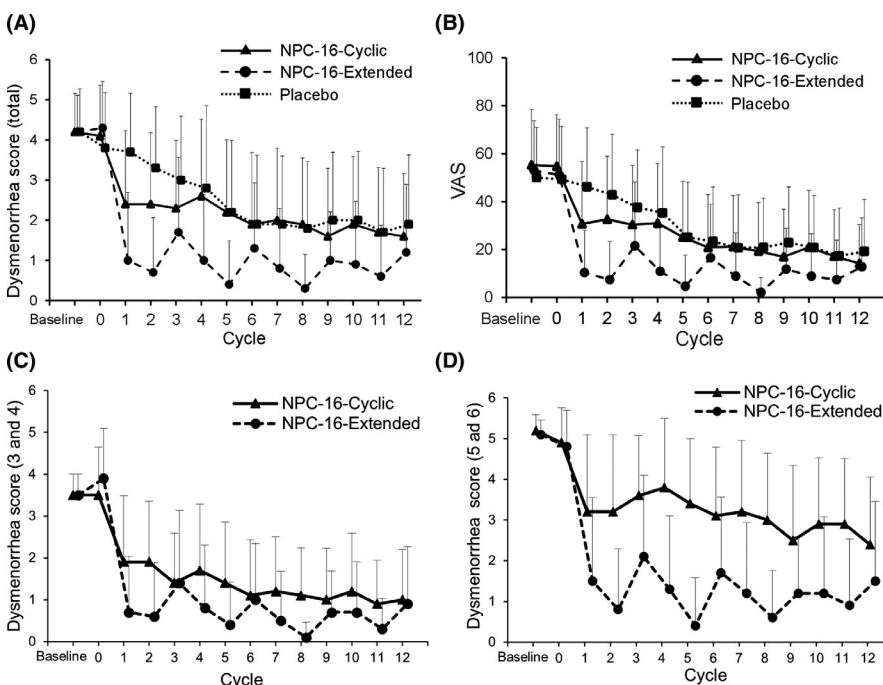 (A)
Dysmenorrhea score (total)
6
5
4
3
2
1
0
NPC-16-Cyclic
NPC-16-Extended
Placebo
Baseline 0 1 2 3 4 5 6 7 8 9 10 11 12
Cycle
(B)
VAS
100
80
60
40
20
0
NPC-16-Cyclic
NPC-16-Extended
Placebo
Baseline 0 1 2 3 4 5 6 7 8 9 10 11 12
Cycle
(C)
Dysmenorrhea score (3 and 4)
6
5
4
3
2
1
0
NPC-16-Cyclic
NPC-16-Extended
Baseline 0 1 2 3 4 5 6 7 8 9 10 11 12
Cycle
(D)
Dysmenorrhea score (5 ad 6)
6
5
4
3
2
1
0
NPC-16-Cyclic
NPC-16-Extended
Baseline 0 1 2 3 4 5 6 7 8 9 10 11 12
Cycle